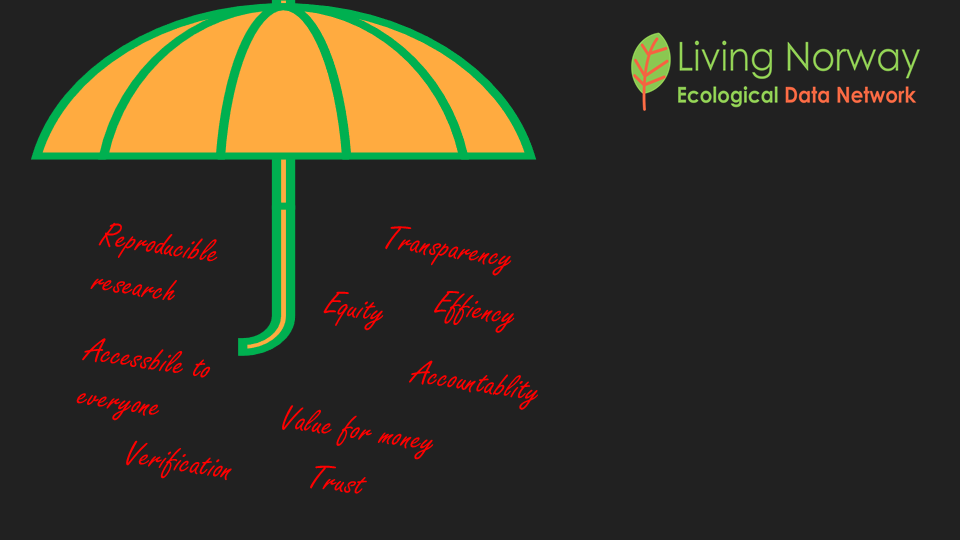 Living Norway
Ecological Data Network
Reproducible
research
Transparency
Equity
Effiency
Accessbile to
everyone
Accountablity
Value for money
Verification
Trust